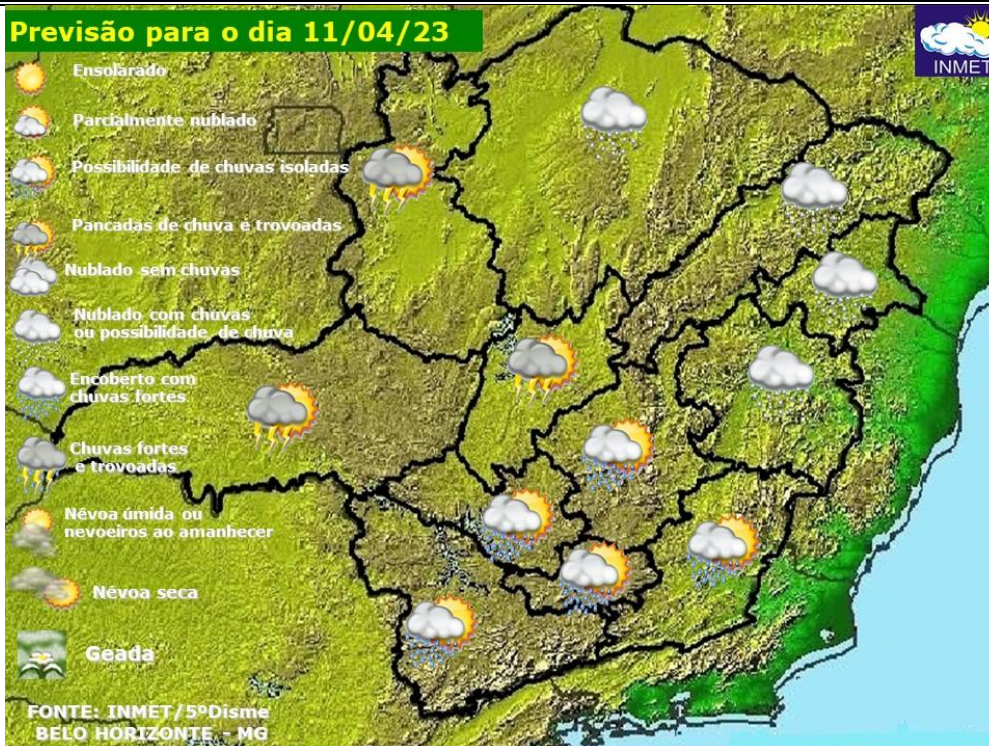 Previsão para o dia 11/04/23
INMET
Ensolarado
Parcialmente nublado
Possibilidade de chuvas isoladas
Pancadas de chuva e trovoadas
Nublado sem chuvas
Nublado com chuvas
ou possibilidade de chuva
Encoberto com
chuvas fortes
Chuvas fortes
e trovoadas
Névoa úmida ou
nevoeiros ao amanhecer
Névoa seca
Geada
FONTE: INMET/5ºDisme
BELO HORIZONTE - MG